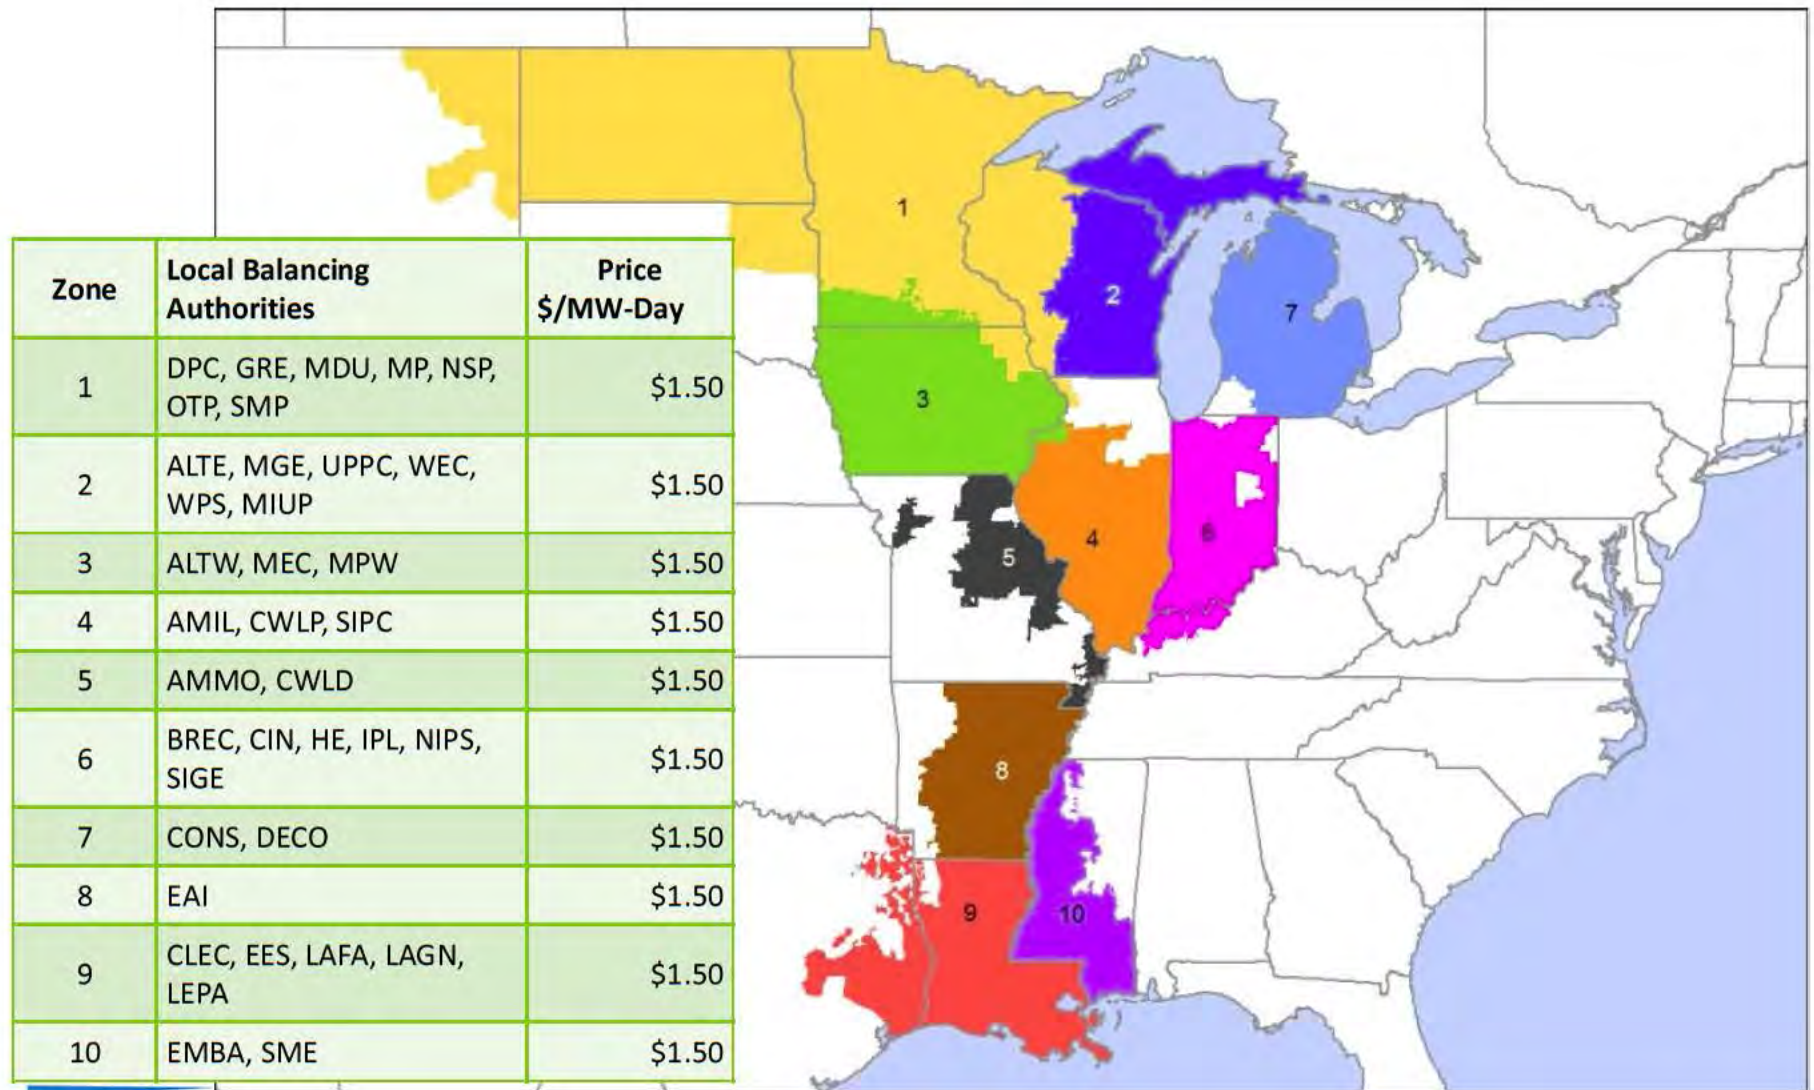 Zone
Local Balancing
Authorities
Price
$/MW-Day
1
DPC, GRE, MDU, MP, NSP,
OTP, SMP
$1.50
2
ALTE, MGE, UPPC, WEC,
WPS, MIUP
$1.50
3
ALTW, MEC, MPW
$1.50
4
AMIL, CWLP, SIPC
$1.50
5
AMMO, CWLD
$1.50
6
BREC, CIN, HE, IPL, NIPS,
SIGE
$1.50
7
CONS, DECO
$1.50
8
EAI
$1.50
9
CLEC, EES, LAFA, LAGN,
LEPA
$1.50
10
EMBA, SME
$1.50
1
2
7
3
4
6
5
8
9
10